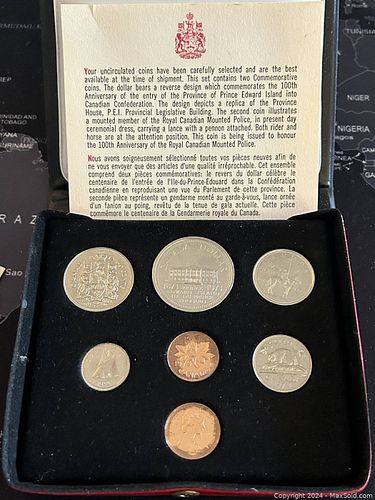 Your uncirculated coins have been carefully selected and are the best
available at the time of shipment. This set contains two Commemorative
coins. The dollar bears a reverse design which commemorates the 100th
Anniversary of the entry of the Province of Prince Edward Island into
Canadian Confederation. The design depicts a replica of the Province
House, P.E.I. Provincial Legislative Building. The second coin illustrates
a mounted member of the Royal Canadian Mounted Police, in present day
ceremonial dress, carrying a lance with a pennon attached. Both rider and
horse are at the attention position. This coin is being issued to honour
the 100th Anniversary of the Royal Canadian Mounted Police.
Nous avons soigneusement sélectionné toutes vos pièces neuves afin de
ne vous envoyer que des articles d'une qualité irréprochable. Cet ensemble
comprend deux pièces commémoratives: le revers du dollar célèbre le
centenaire de l'entrée de l'Ile-du-Prince-Edouard dans la Confédération
canadienne en reproduisant une vue du Parlement de cette province. La
seconde pièce représente un gendarme monté au garde-à-vous, lance
ornée d'un fanion au poing, revêtu de la tenue de gala actuelle. Cette pièce
commémore le centenaire de la Gendarmerie royale du Canada.
DOLLAR
CANADA
Copyright © 2024 - MaxSold.com